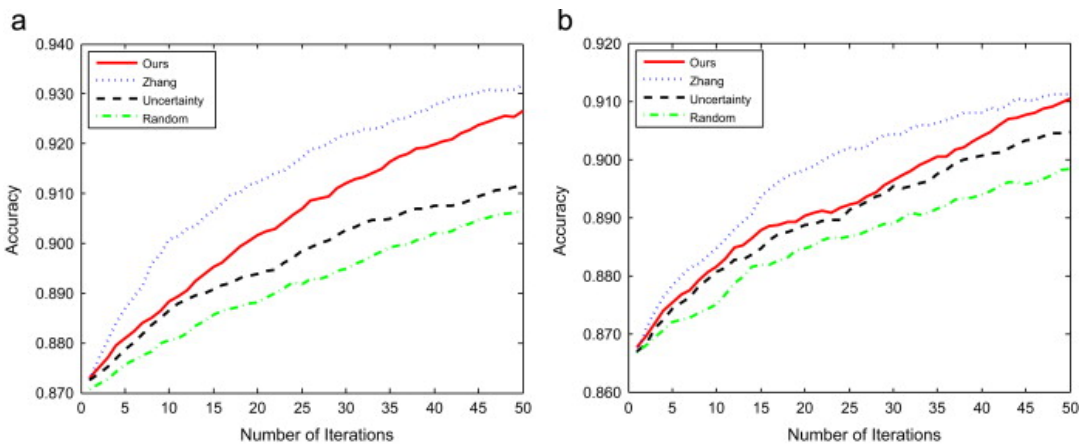 a
0.940
0.930
0.920
0.910
0.900
0.890
0.880
0.870
Accuracy
Ours
Zhang
Uncertainty
Random
0 5 10 15 20 25 30 35 40 45 50
Number of Iterations
b
0.920
0.910
0.900
0.890
0.880
0.870
0.860
Accuracy
Ours
Zhang
Uncertainty
Random
0 5 10 15 20 25 30 35 40 45 50
Number of Iterations